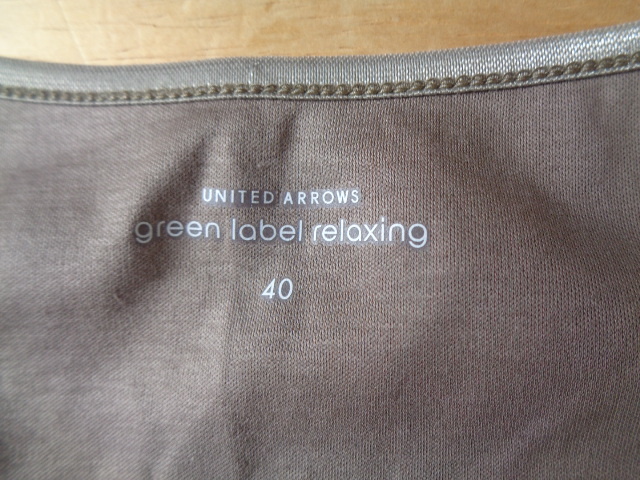 UNITED ARROWS
green label relaxing
40